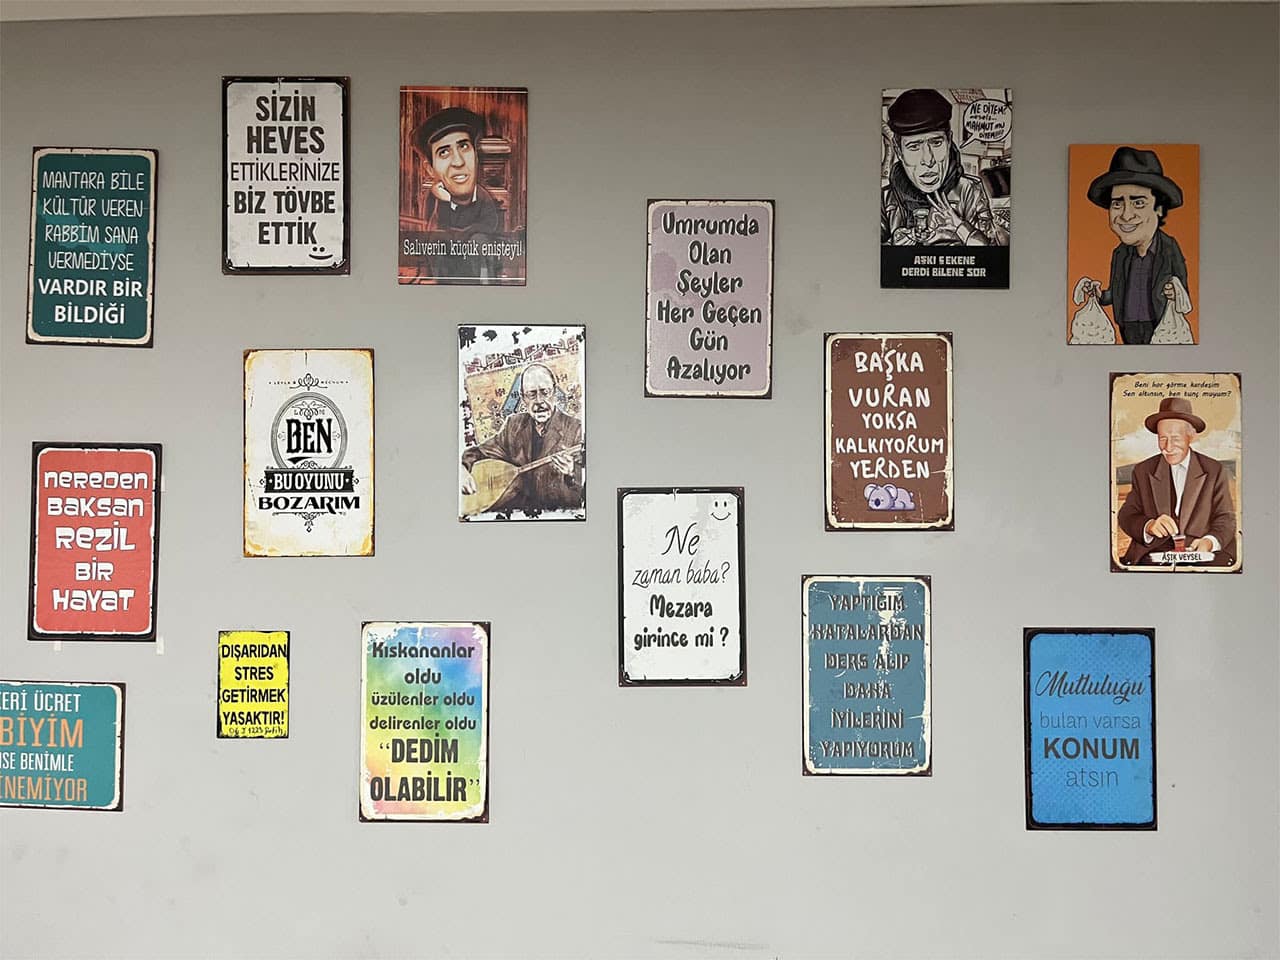 MANTARA BİLE
KÜLTÜR VEREN
RABBİM SANA
VERMEDİYSE
VARDIR BİR
BİLDİĞİ
SİZİN
HEVES
ETTİKLERİNİZE
BİZ TÖVBE
ETTİK
Salıverin küçük enişteyi!
Umrumda
Olan
Şeyler
Her Geçen
Gün
Azalıyor
NE DİYEM?
MAHMUT mu
DİYEM!!!!
AŞKI ÇEKENE
DERDİ BİLENE SOR
nereden
baksan
rezil
bir
hayat
LEYLA
MECNUN
BEN
BU OYUNU
BOZARIM
BAŞKA
VURAN
YOKSA
KALKIYORUM
YERDEN
Beni hor görme kardeşim
Sen altınsın, ben tunç muyum?
AŞIK VEYSEL
ERİ ÜCRET
BİYİM
SE BENİMLE
İNEMİYOR
DIŞARIDAN
STRES
GETİRMEK
YASAKTIR!
Kıskananlar
oldu
üzülenler oldu
delirenler oldu
“DEDİM
OLABİLİR”
Ne
zaman baba?
Mezara
girince mi ?
YAPTIĞIM
HATALARDAN
DERS ALIP
DAHA
İYİLERİNİ
YAPIYORUM
Mutluluğu
bulan varsa
KONUM
atsın